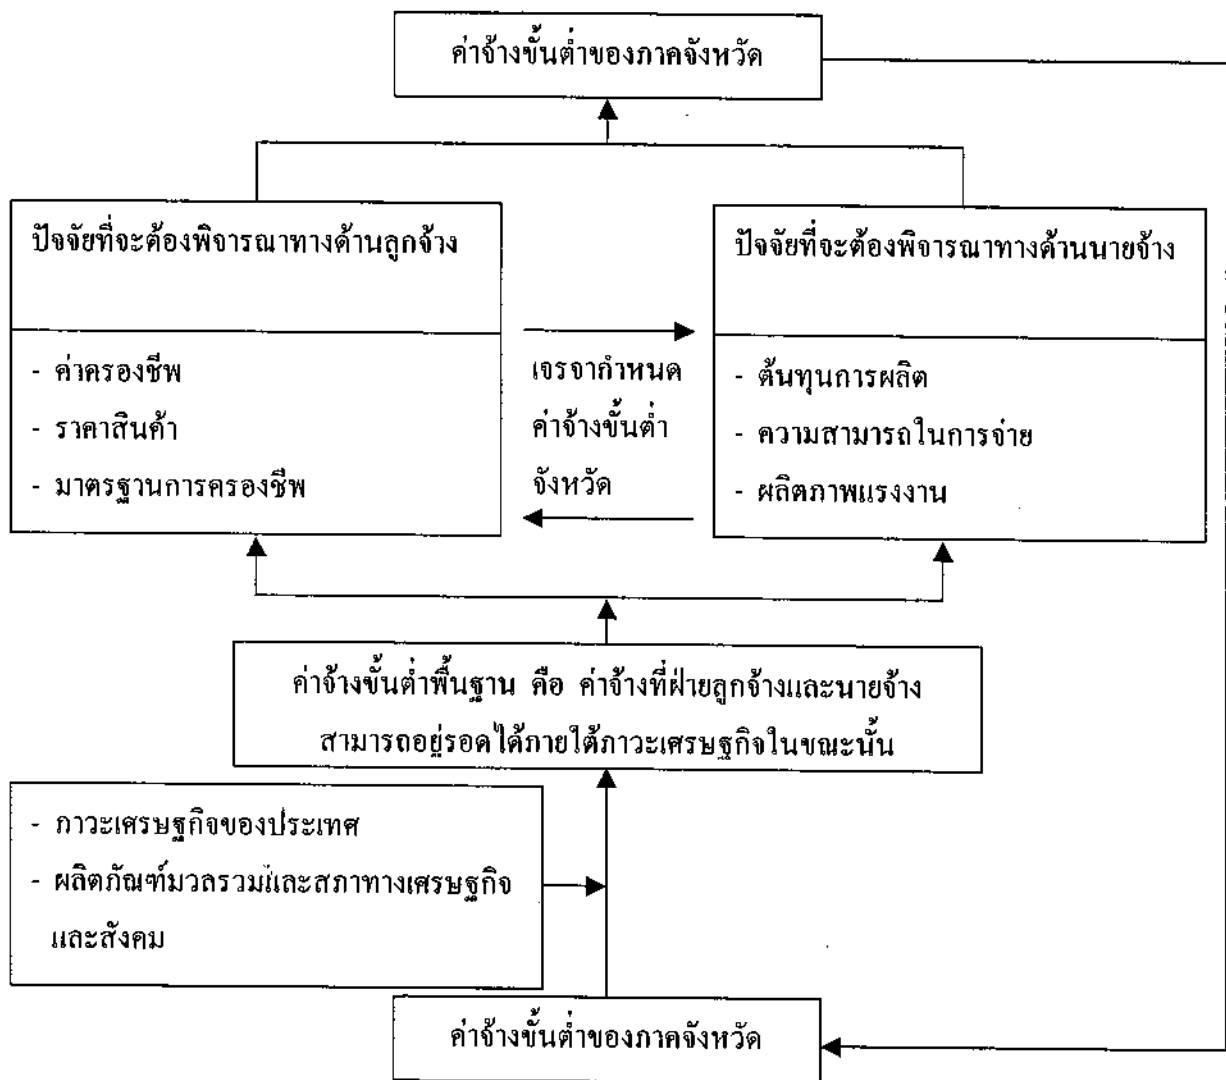 ค่าจ้างขั้นต่ำของภาคจังหวัด
ปัจจัยที่จะต้องพิจารณาทางด้านลูกจ้าง
- ค่าครองชีพ
- ราคาสินค้า
- มาตรฐานการครองชีพ
เจรจากำหนด
ค่าจ้างขั้นต่ำ
จังหวัด
ปัจจัยที่จะต้องพิจารณาทางด้านนายจ้าง
- ต้นทุนการผลิต
- ความสามารถในการจ่าย
- ผลิตภาพแรงงาน
ค่าจ้างขั้นต่ำพื้นฐาน คือ ค่าจ้างที่ฝ่ายลูกจ้างและนายจ้าง
สามารถอยู่รอดได้ภายใต้ภาวะเศรษฐกิจในขณะนั้น
- ภาวะเศรษฐกิจของประเทศ
- ผลิตภัณฑ์มวลรวมและสภาทางเศรษฐกิจ
และสังคม
ค่าจ้างขั้นต่ำของภาคจังหวัด